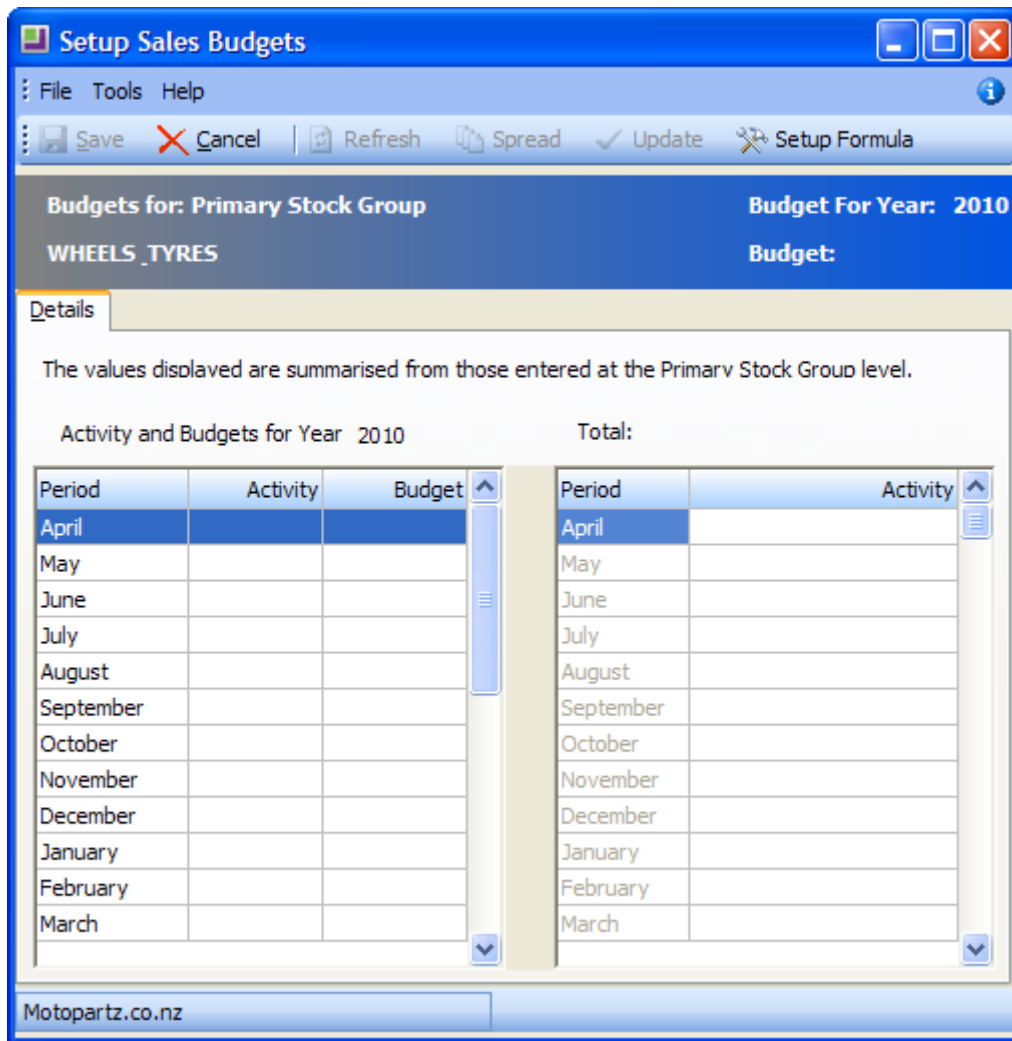 Setup Sales Budgets
File Tools Help
Save Cancel Refresh Spread Update Setup Formula
Budgets for: Primary Stock Group Budget For Year: 2010
WHEELS_TYRES Budget:
Details
The values displayed are summarised from those entered at the Primary Stock Group level.
Activity and Budgets for Year 2010 Total:
Period Activity Budget Period Activity
April April
May May
June June
July July
August August
September September
October October
November November
December December
January January
February February
March March
Motopartz.co.nz